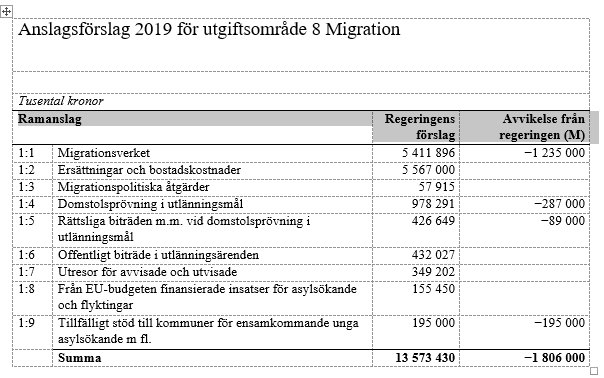 Anslagsförslag 2019 för utgiftsområde 8 Migration
Tusental kronor
Ramanslag Regeringens förslag Avvikelse från regeringen (M)
1:1 Migrationsverket 5 411 896 −1 235 000
1:2 Ersättningar och bostadskostnader 5 567 000
1:3 Migrationspolitiska åtgärder 57 915
1:4 Domstolsprövning i utlänningsmål 978 291 −287 000
1:5 Rättsliga biträden m.m. vid domstolsprövning i 426 649 −89 000
utlänningsmål
1:6 Offentligt biträde i utlänningsärenden 432 027
1:7 Utresor för avvisade och utvisade 349 202
1:8 Från EU-budgeten finansierade insatser för asylsökande 155 450
och flyktingar
1:9 Tillfälligt stöd till kommuner för ensamkommande unga 195 000 −195 000
asylsökande m fl.
Summa 13 573 430 −1 806 000